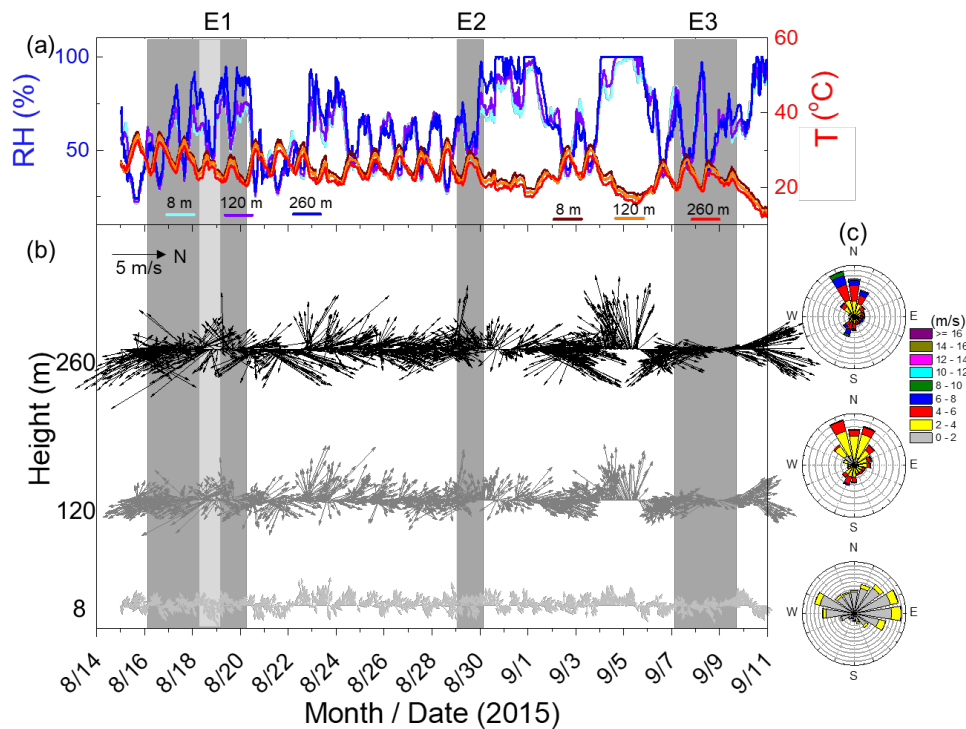 E1 E2 E3
(a)
100
50
RH (%)
60
40
20
T (°C)
8 m 120 m 260 m 8 m 120 m 260 m
(b)
N
5 m/s
260
120
8
Height (m)
8/14 8/16 8/18 8/20 8/22 8/24 8/26 8/28 8/30 9/1 9/3 9/5 9/7 9/9 9/11
Month / Date (2015)
(c)
N
W E
S
(m/s)
>= 16
14 - 16
12 - 14
10 - 12
8 - 10
6 - 8
4 - 6
2 - 4
0 - 2
N
W E
S
N
W E
S